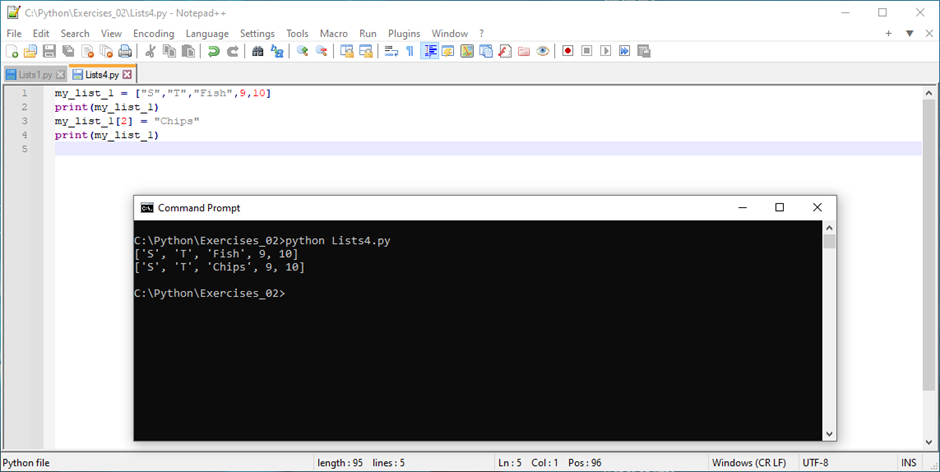 C:\Python\Exercises_02\Lists4.py - Notepad++
File Edit Search View Encoding Language Settings Tools Macro Run Plugins Window ?
Lists1.py Lists4.py
1 my_list_1 = ["S","T","Fish",9,10]
2 print(my_list_1)
3 my_list_1[2] = "Chips"
4 print(my_list_1)
5
Command Prompt
C:\Python\Exercises_02>python Lists4.py
['S', 'T', 'Fish', 9, 10]
['S', 'T', 'Chips', 9, 10]
C:\Python\Exercises_02>
Python file length : 95 lines : 5 Ln : 5 Col : 1 Pos : 96 Windows (CR LF) UTF-8 INS